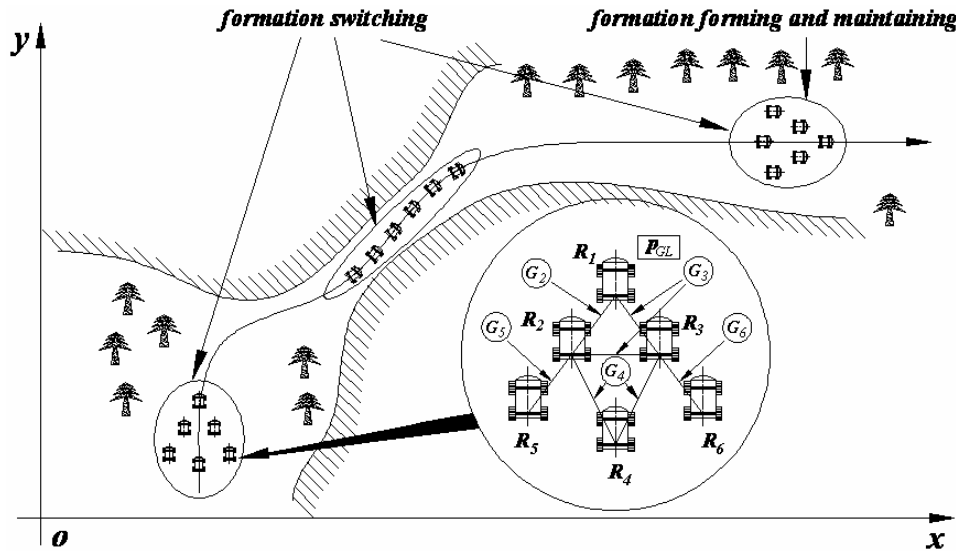 formation switching
formation forming and maintaining
y
R1
PGL
G2
G3
R2
R3
G5
G6
G4
R5
R6
R4
o
x